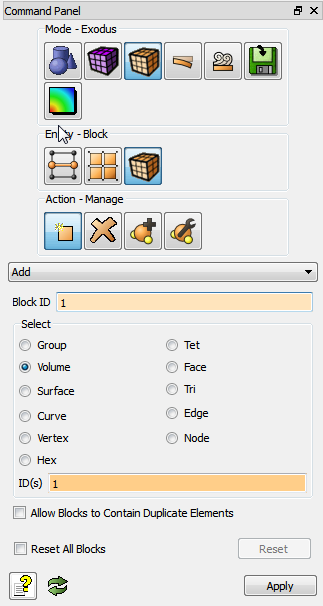 Command Panel
Mode - Exodus
Entity - Block
Action - Manage
Add
Block ID 1
Select
Group Tet
Volume Face
Surface Tri
Curve Edge
Vertex Node
Hex
ID(s) 1
Allow Blocks to Contain Duplicate Elements
Reset All Blocks Reset
Apply